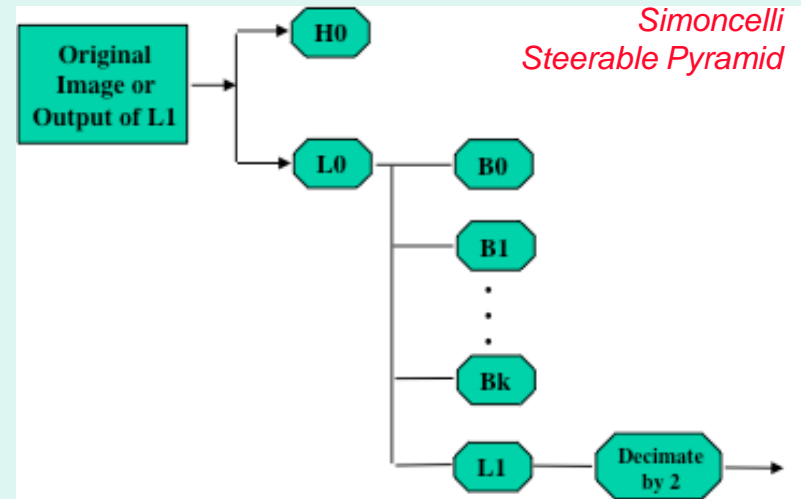 Simoncelli
Steerable Pyramid
Original
Image or
Output of L1
H0
L0
B0
B1
Bk
L1
Decimate
by 2